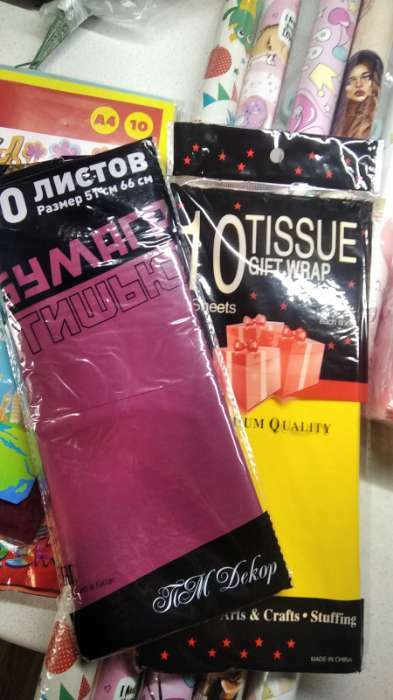 A4 10
0 ЛИСТОВ
Размер 51 см 66 см
БУМАГА
ТИШЬЮ
ПМ Декор
10 TISSUE
GIFT WRAP
Sheets
UM QUALITY
Arts & Crafts • Stuffing
MADE IN CHINA